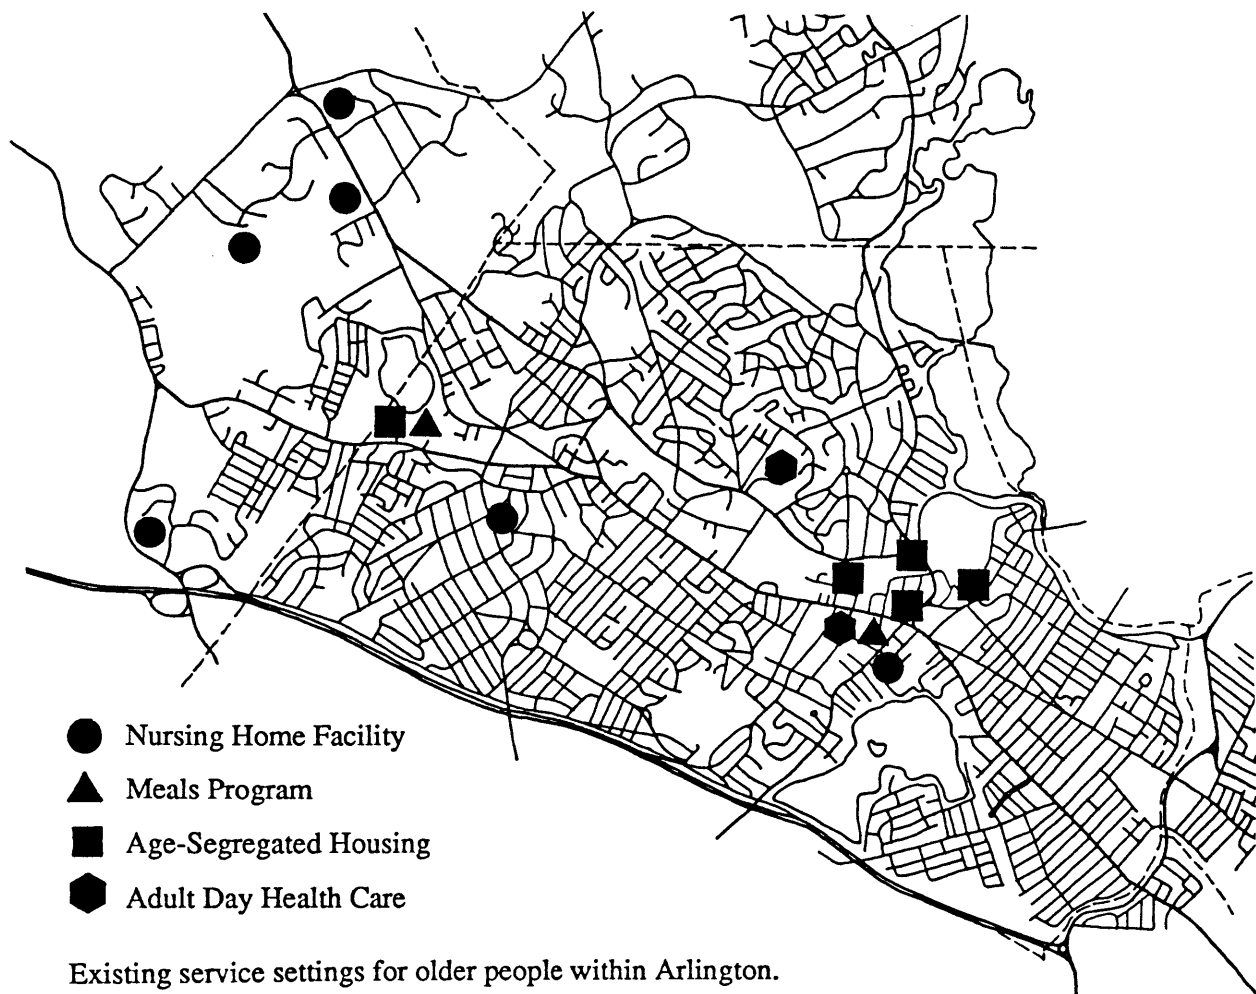 Nursing Home Facility
Meals Program
Age-Segregated Housing
Adult Day Health Care
Existing service settings for older people within Arlington.